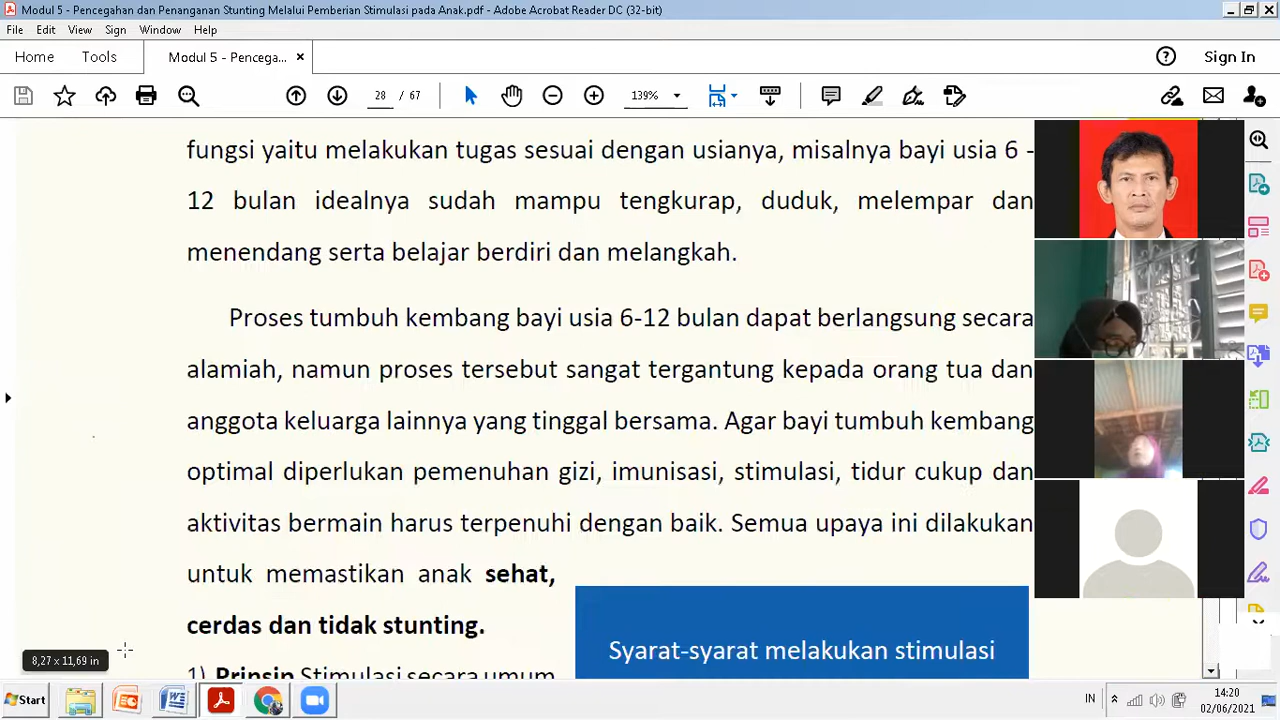 Modul 5 - Pencegahan dan Penanganan Stunting Melalui Pemberian Stimulasi pada Anak.pdf - Adobe Acrobat Reader DC (32-bit)
File Edit View Sign Window Help
Home Tools Modul 5 - Pencega... × Sign In
28 / 67 139%
fungsi yaitu melakukan tugas sesuai dengan usianya, misalnya bayi usia 6 -
12 bulan idealnya sudah mampu tengkurap, duduk, melempar dan
menendang serta belajar berdiri dan melangkah.
Proses tumbuh kembang bayi usia 6-12 bulan dapat berlangsung secara
alamiah, namun proses tersebut sangat tergantung kepada orang tua dan
anggota keluarga lainnya yang tinggal bersama. Agar bayi tumbuh kembang
optimal diperlukan pemenuhan gizi, imunisasi, stimulasi, tidur cukup dan
aktivitas bermain harus terpenuhi dengan baik. Semua upaya ini dilakukan
untuk memastikan anak sehat,
cerdas dan tidak stunting.
1) Prinsip Stimulasi secara umum
Syarat-syarat melakukan stimulasi
8,27 x 11,69 in
Start IN 14:20
02/06/2021